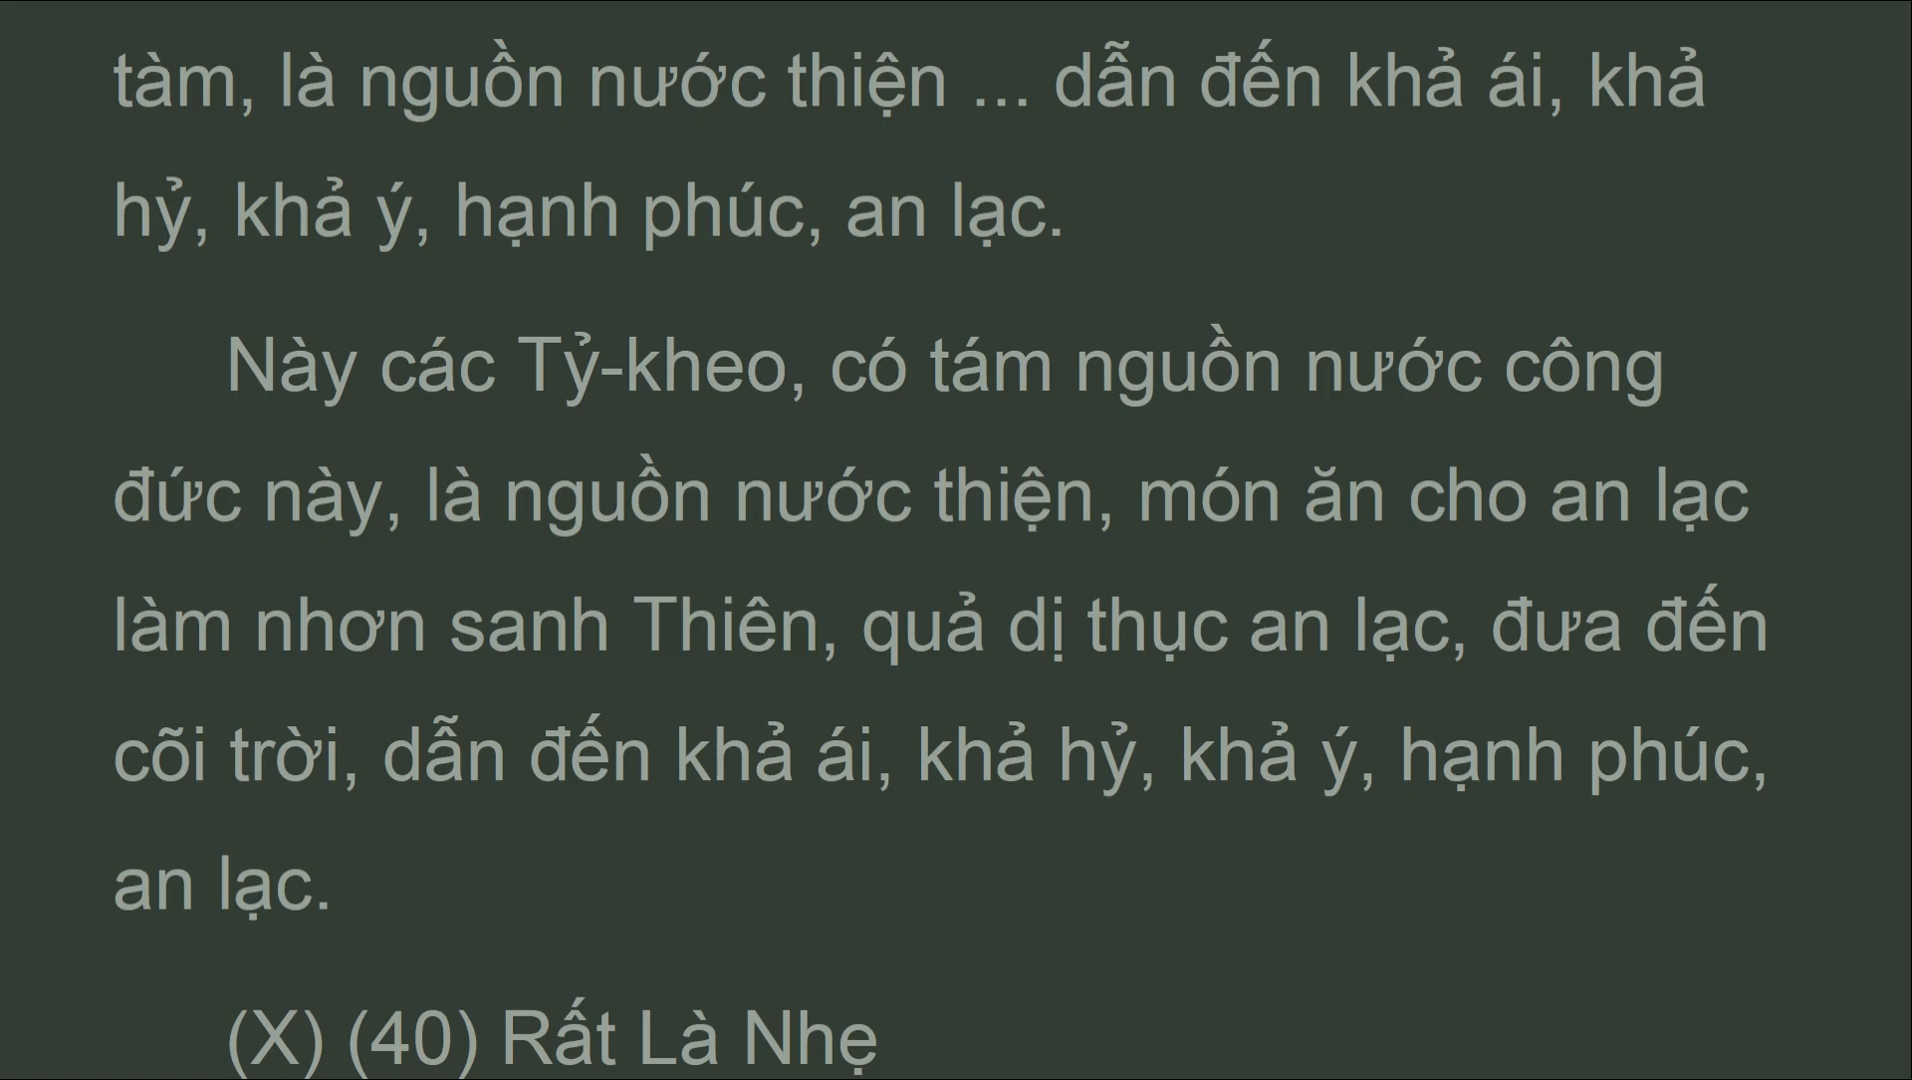 tàm, là nguồn nước thiện ... dẫn đến khả ái, khả
hỷ, khả ý, hạnh phúc, an lạc.
Này các Tỷ-kheo, có tám nguồn nước công
đức này, là nguồn nước thiện, món ăn cho an lạc
làm nhơn sanh Thiên, quả dị thục an lạc, đưa đến
cõi trời, dẫn đến khả ái, khả hỷ, khả ý, hạnh phúc,
an lạc.
(X) (40) Rất Là Nhẹ